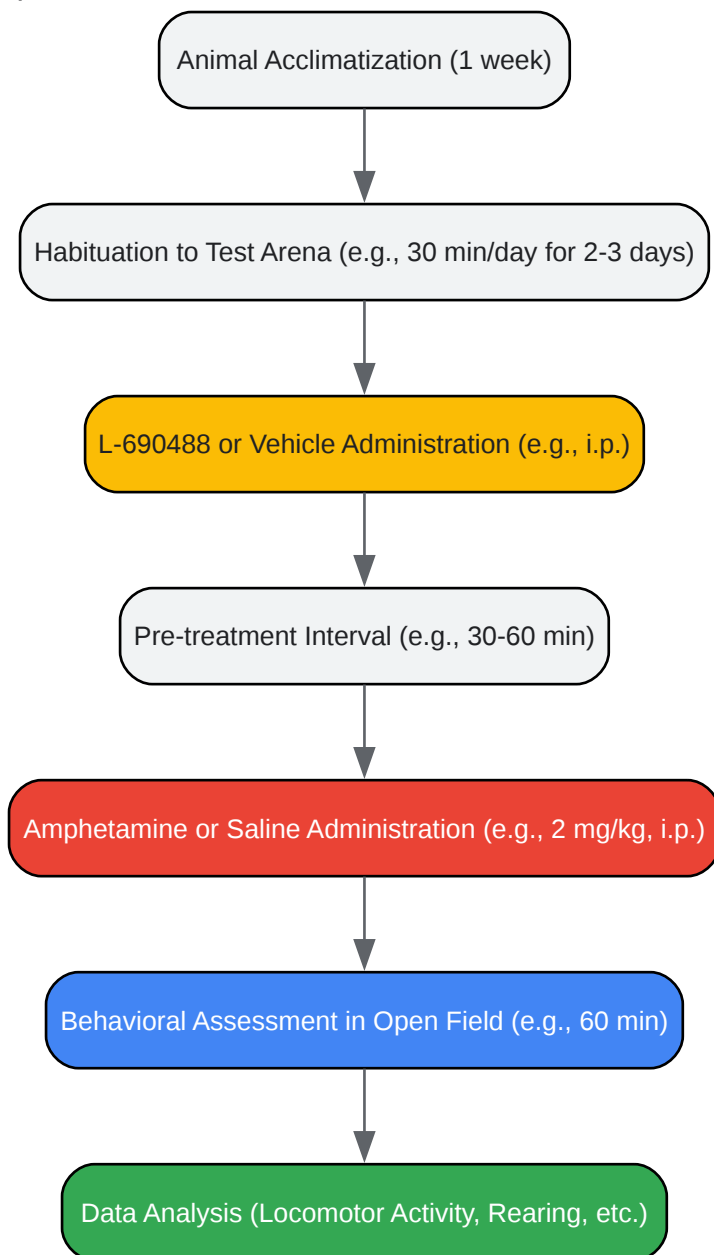 Animal Acclimatization (1 week)
Habituation to Test Arena (e.g., 30 min/day for 2-3 days)
L-690488 or Vehicle Administration (e.g., i.p.)
Pre-treatment Interval (e.g., 30-60 min)
Amphetamine or Saline Administration (e.g., 2 mg/kg, i.p.)
Behavioral Assessment in Open Field (e.g., 60 min)
Data Analysis (Locomotor Activity, Rearing, etc.)